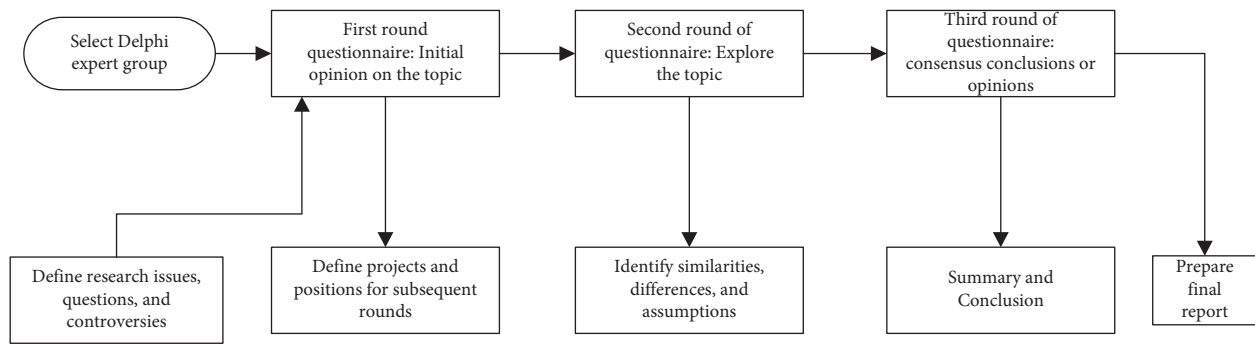 Select Delphi
expert group
First round
questionnaire: Initial
opinion on the topic
Second round of
questionnaire: Explore
the topic
Third round of
questionnaire:
consensus conclusions or
opinions
Define research issues,
questions, and
controversies
Define projects and
positions for subsequent
rounds
Identify similarities,
differences, and
assumptions
Summary and
Conclusion
Prepare
final
report